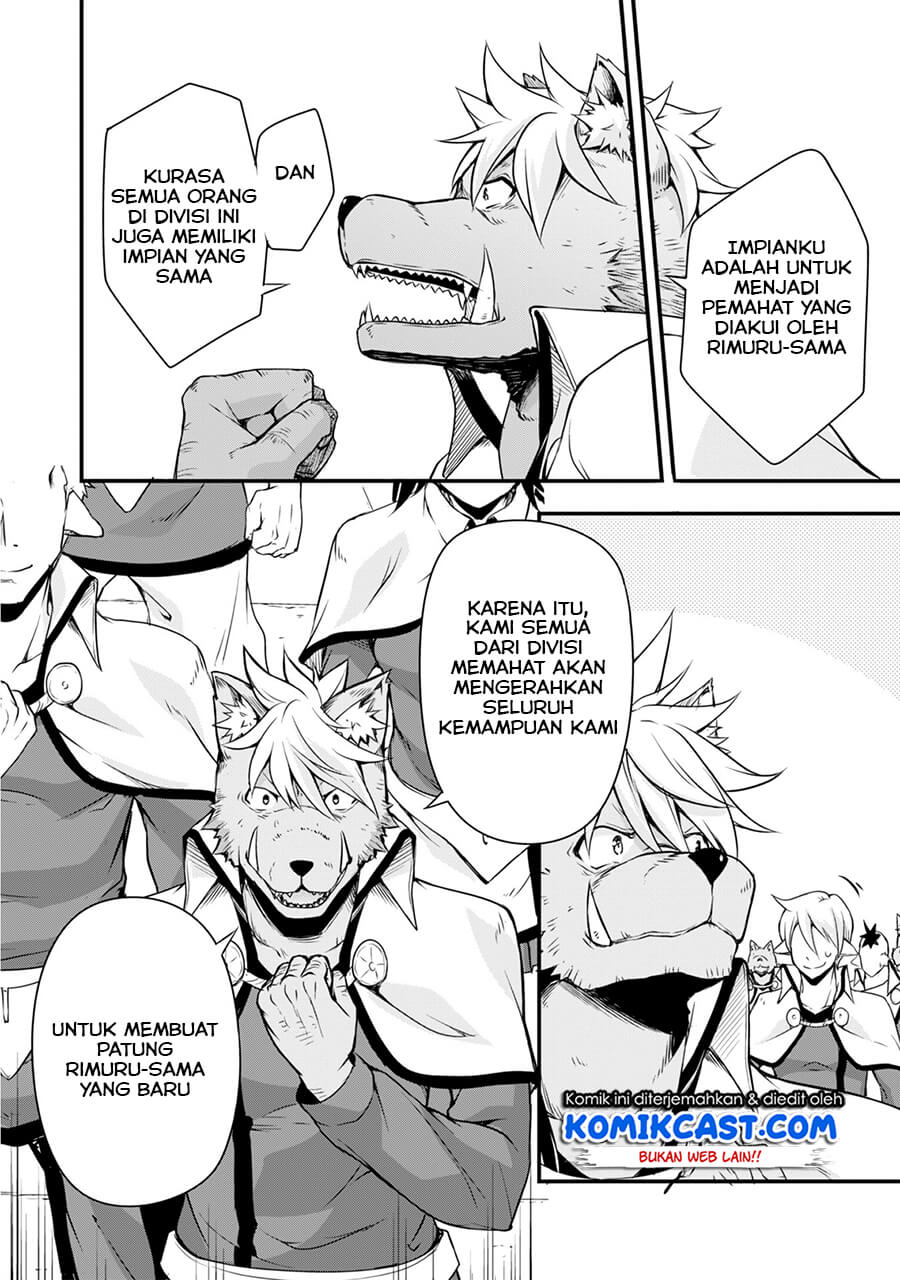 IMPIANKU
ADALAH UNTUK
MENJADI
PEMAHAT YANG
DIAKUI OLEH
RIMURU-SAMA
DAN
KURASA
SEMUA ORANG
DI DIVISI INI
JUGA MEMILIKI
IMPIAN YANG
SAMA
KARENA ITU,
KAMI SEMUA
DARI DIVISI
MEMAHAT AKAN
MENGERAHKAN
SELURUH
KEMAMPUAN KAMI
UNTUK MEMBUAT
PATUNG
RIMURU-SAMA
YANG BARU
Komik ini diterjemahkan & diedit oleh
KOMIKCAST.COM
BUKAN WEB LAIN!!